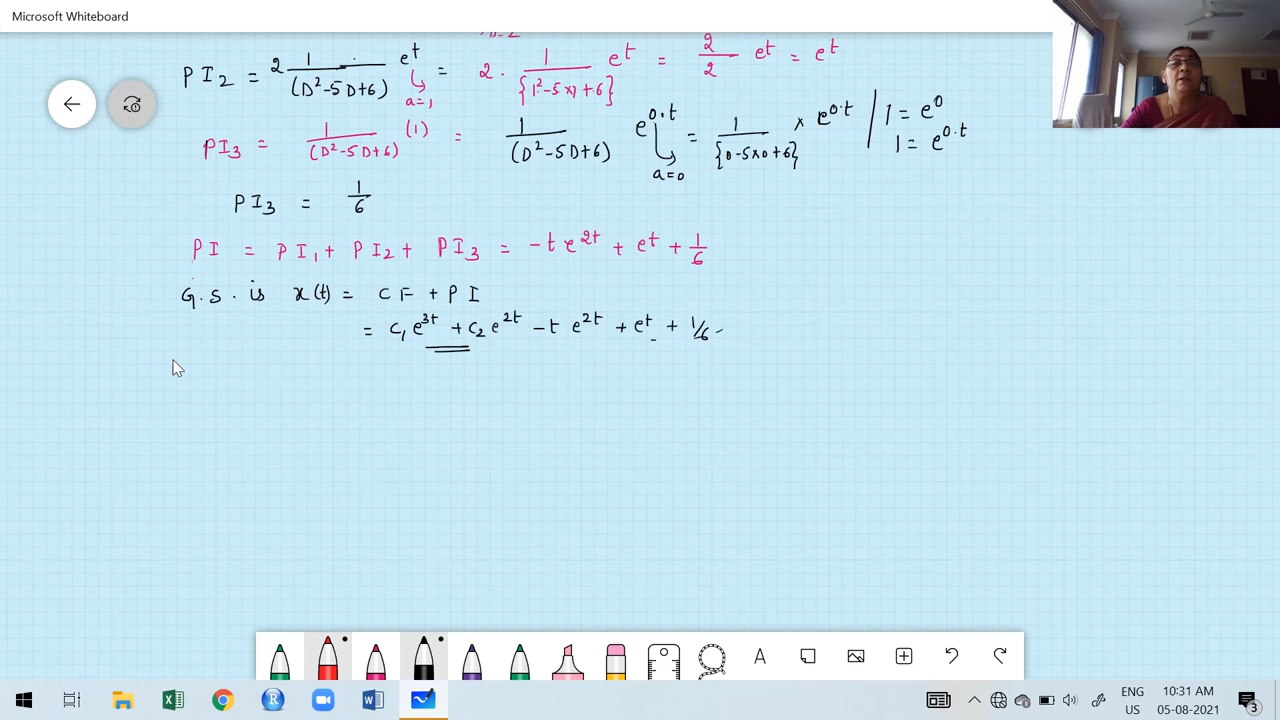 Microsoft Whiteboard
PI₂ = 2 1/(D²-5D+6) e^t = 2 · 1/{1²-5×1+6} e^t = 2/2 e^t = e^t
a=1
PI₃ = 1/(D²-5D+6) (1) = 1/(D²-5D+6) e^{0·t} = 1/{0-5×0+6} × e^{0·t} | 1 = e^0
a=0
1 = e^{0·t}
PI₃ = 1/6
PI = PI₁ + PI₂ + PI₃ = -t e^{2t} + e^t + 1/6
G.S. is x(t) = CF + PI
= c₁ e^{3t} + c₂ e^{2t} - t e^{2t} + e^t + 1/6
A
ENG
US
10:31 AM
05-08-2021
3